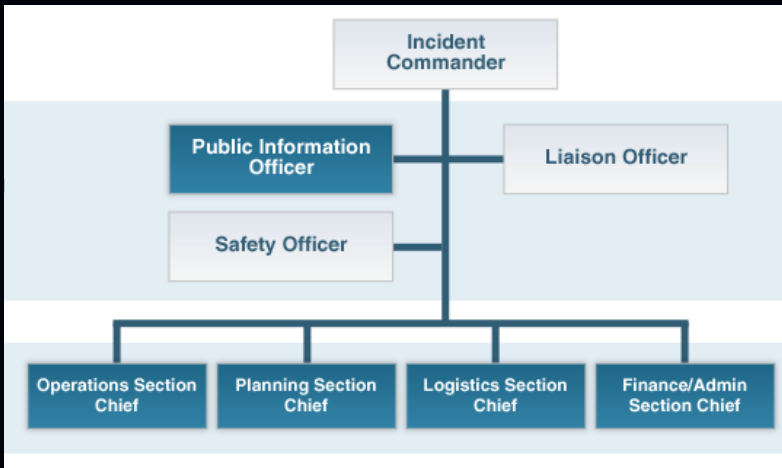 Incident
Commander
Public Information
Officer
Liaison Officer
Safety Officer
Operations Section
Chief
Planning Section
Chief
Logistics Section
Chief
Finance/Admin
Section Chief